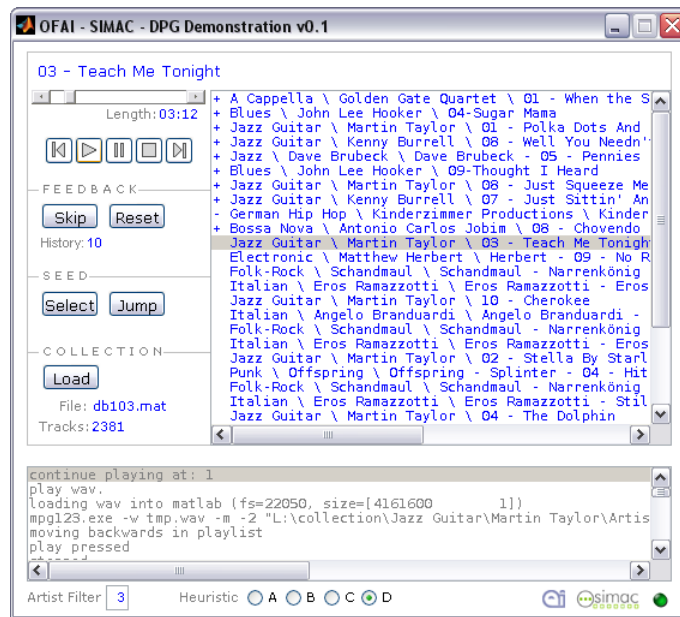 OFAI - SIMAC - DPG Demonstration v0.1
03 - Teach Me Tonight
Length: 03:12
FEEDBACK
Skip Reset
History: 10
SEED
Select Jump
COLLECTION
Load
File: db103.mat
Tracks: 2381
+ A Cappella \ Golden Gate Quartet \ 01 - When the S
+ Blues \ John Lee Hooker \ 04-Sugar Mama
+ Jazz Guitar \ Martin Taylor \ 01 - Polka Dots And
+ Jazz Guitar \ Kenny Burrell \ 08 - Well You Needn'
+ Jazz \ Dave Brubeck \ Dave Brubeck - 05 - Pennies
+ Blues \ John Lee Hooker \ 09-Thought I Heard
+ Jazz Guitar \ Martin Taylor \ 08 - Just Squeeze Me
+ Jazz Guitar \ Kenny Burrell \ 07 - Just Sittin' An
- German Hip Hop \ Kinderzimmer Productions \ Kinder
+ Bossa Nova \ Antonio Carlos Jobim \ 08 - Chovendo
Jazz Guitar \ Martin Taylor \ 03 - Teach Me Tonigh
Electronic \ Matthew Herbert \ Herbert - 09 - No R
Folk-Rock \ Schandmaul \ Schandmaul - Narrenkönig
Italian \ Eros Ramazzotti \ Eros Ramazzotti - Eros
Jazz Guitar \ Martin Taylor \ 10 - Cherokee
Italian \ Angelo Branduardi \ Angelo Branduardi -
Folk-Rock \ Schandmaul \ Schandmaul - Narrenkönig
Italian \ Eros Ramazzotti \ Eros Ramazzotti - Eros
Jazz Guitar \ Martin Taylor \ 02 - Stella By Starl
Punk \ Offspring \ Offspring - Splinter - 04 - Hit
Folk-Rock \ Schandmaul \ Schandmaul - Narrenkönig
Italian \ Eros Ramazzotti \ Eros Ramazzotti - Stil
Jazz Guitar \ Martin Taylor \ 04 - The Dolphin
continue playing at: 1
play wav.
loading wav into matlab (fs=22050, size=[4161600 1])
mpg123.exe -w tmp.wav -m -2 "L:\collection\Jazz Guitar\Martin Taylor\Artis
moving backwards in playlist
play pressed
Artist Filter 3 Heuristic A B C D simac